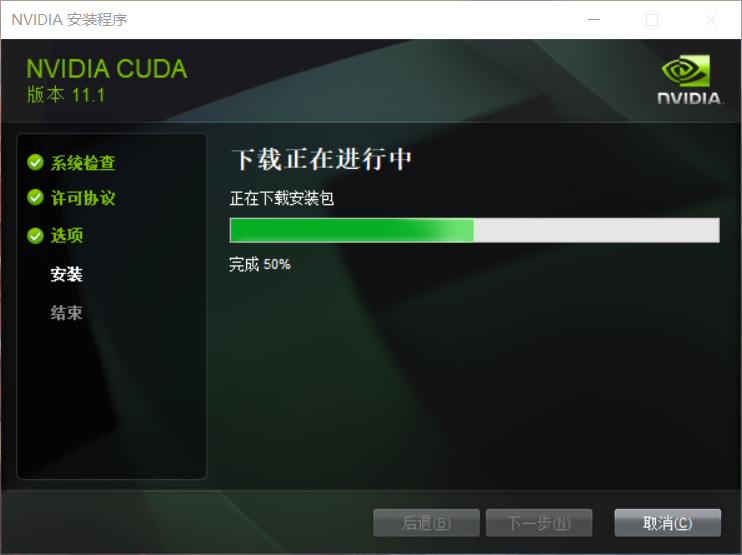 NVIDIA 安装程序
NVIDIA CUDA
版本 11.1
NVIDIA.
系统检查
许可协议
选项
安装
结束
下载正在进行中
正在下载安装包
完成 50%
后退(B)
下一步(N)
取消(C)